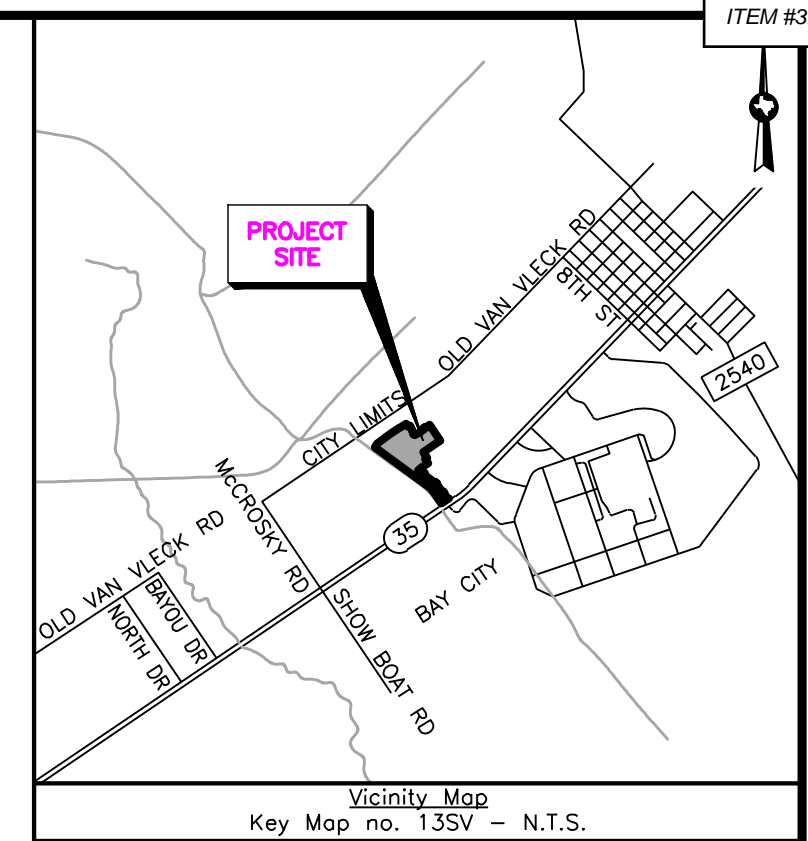 ITEM #3
PROJECT
SITE
OLD VAN VLECK RD
8TH ST
2540
CITY LIMITS
McCROSKY RD
35
OLD VAN VLECK RD
BAYOU DR
NORTH DR
SHOW BOAT RD
BAY CITY
Vicinity Map
Key Map no. 13SV – N.T.S.